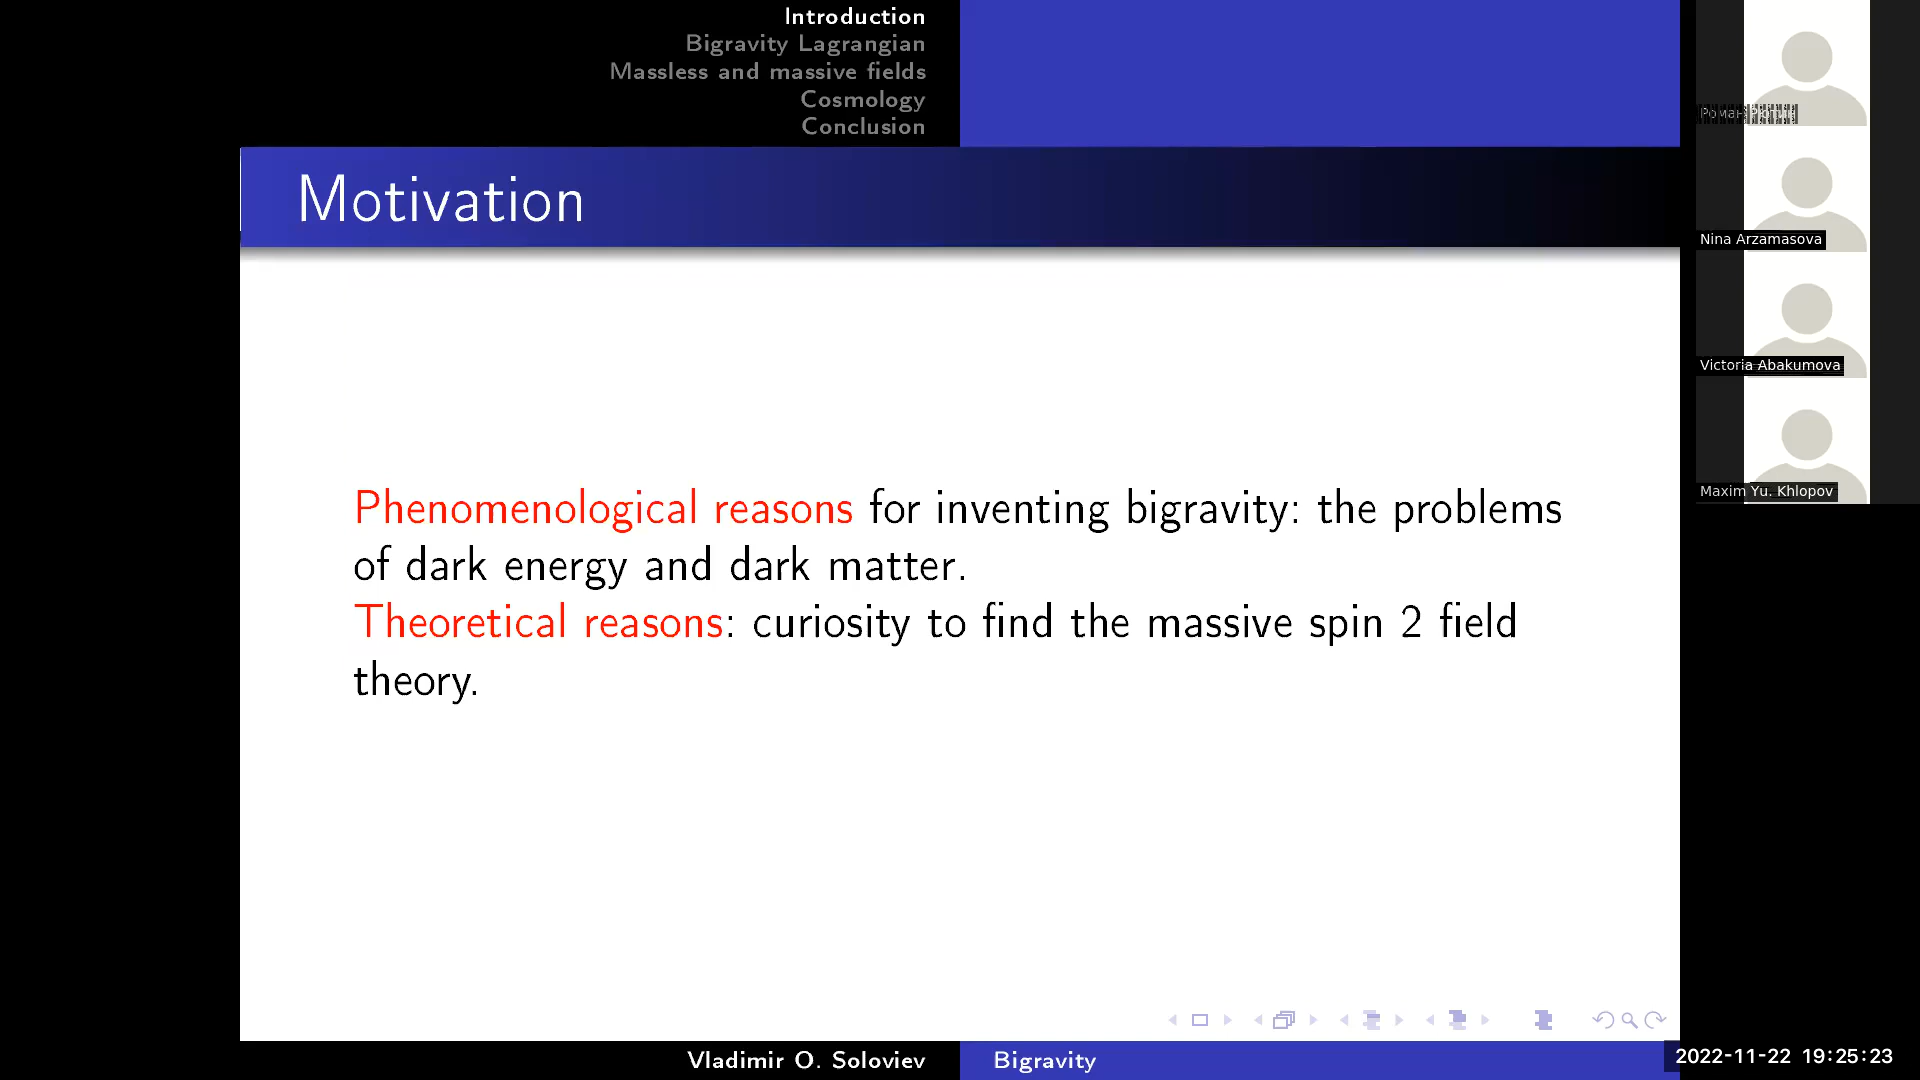 Introduction
Bigravity Lagrangian
Massless and massive fields
Cosmology
Conclusion
Motivation
Phenomenological reasons for inventing bigravity: the problems
of dark energy and dark matter.
Theoretical reasons: curiosity to find the massive spin 2 field
theory.
Vladimir O. Soloviev
Bigravity
Nina Arzamasova
Victoria Abakumova
Maxim Yu. Khlopov
2022-11-22 19:25:23